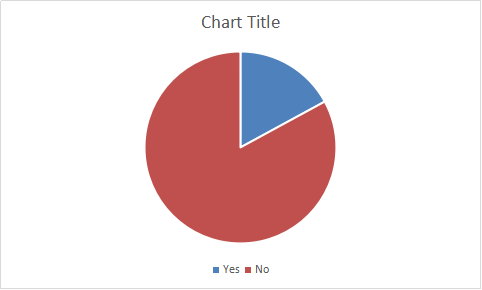 Chart Title
Yes No